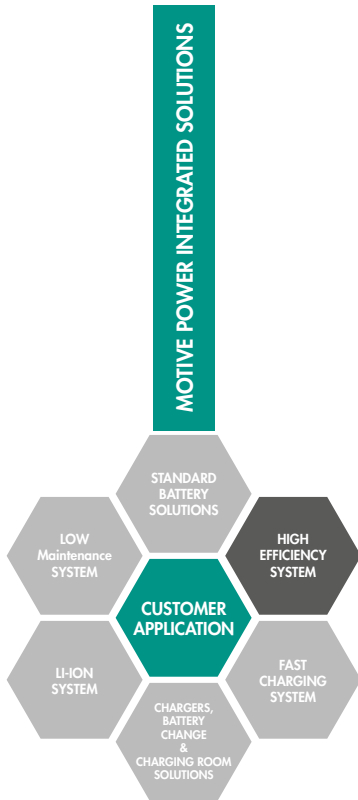 MOTIVE POWER INTEGRATED SOLUTIONS
STANDARD
BATTERY
SOLUTIONS
LOW
Maintenance
SYSTEM
HIGH
EFFICIENCY
SYSTEM
CUSTOMER
APPLICATION
LI-ION
SYSTEM
FAST
CHARGING
SYSTEM
CHARGERS,
BATTERY
CHANGE
&
CHARGING ROOM
SOLUTIONS